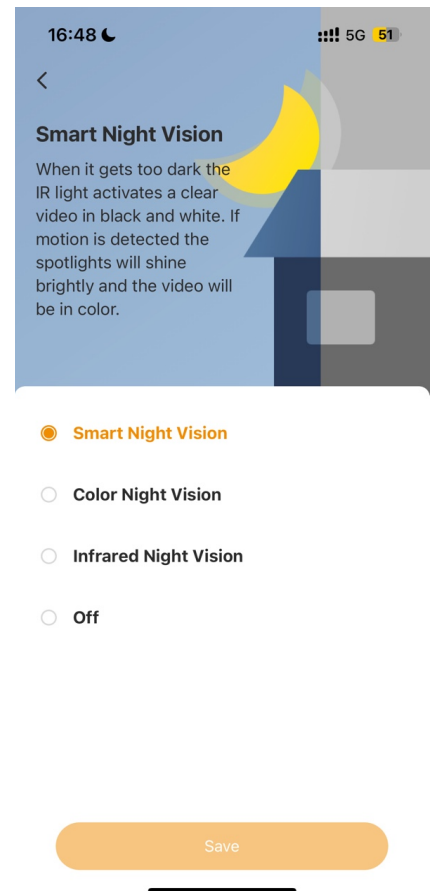 16:48
5G 51
Smart Night Vision
When it gets too dark the
IR light activates a clear
video in black and white. If
motion is detected the
spotlights will shine
brightly and the video will
be in color.
Smart Night Vision
Color Night Vision
Infrared Night Vision
Off
Save